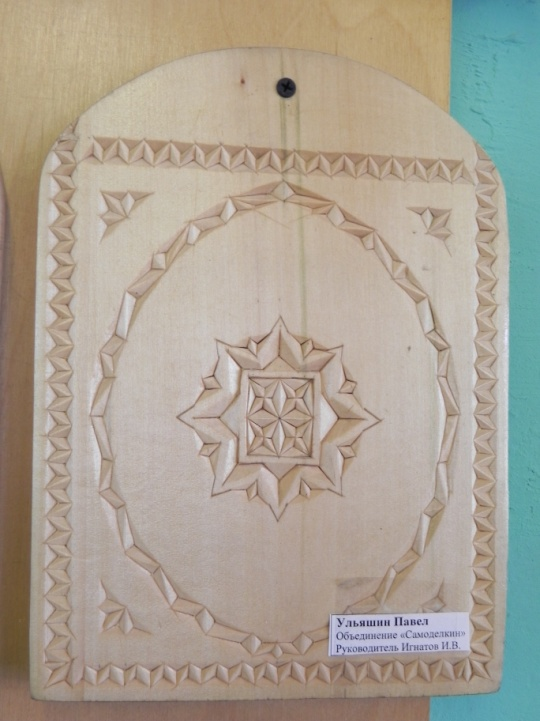 Ульяшин Павел
Объединение «Самоделкин»
Руководитель Игнатов И.В.